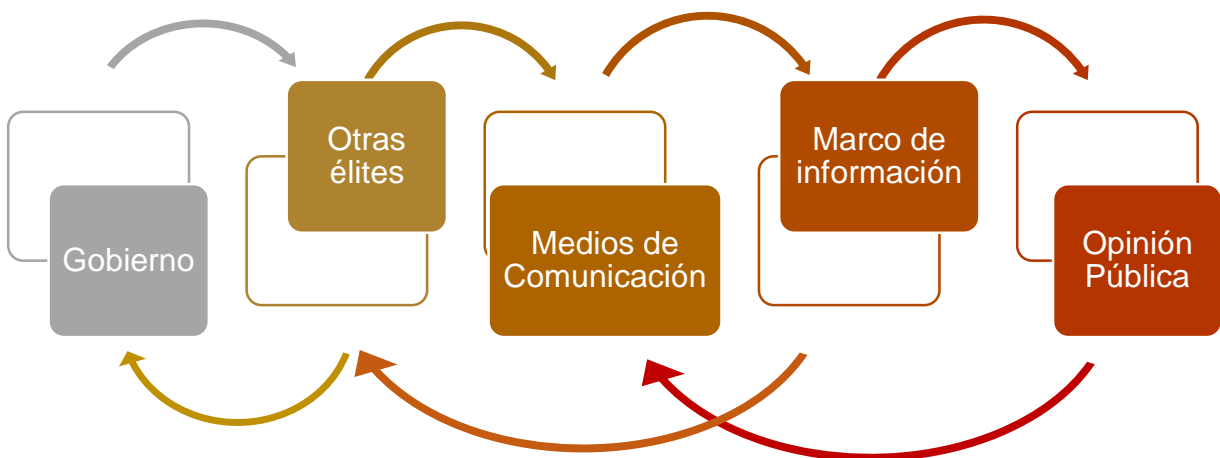 Gobierno
Otras
élites
Medios de
Comunicación
Marco de
información
Opinión
Pública